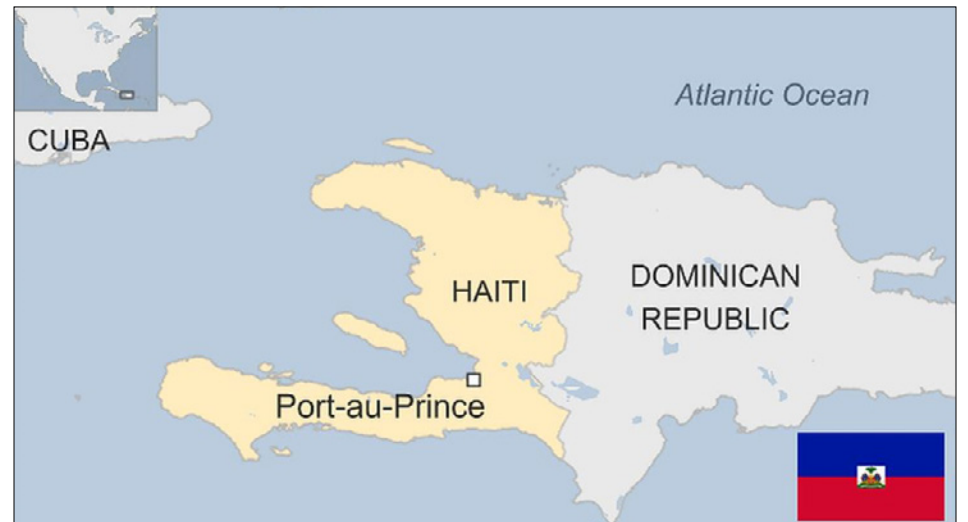 Atlantic Ocean
CUBA
HAITI
DOMINICAN
REPUBLIC
Port-au-Prince